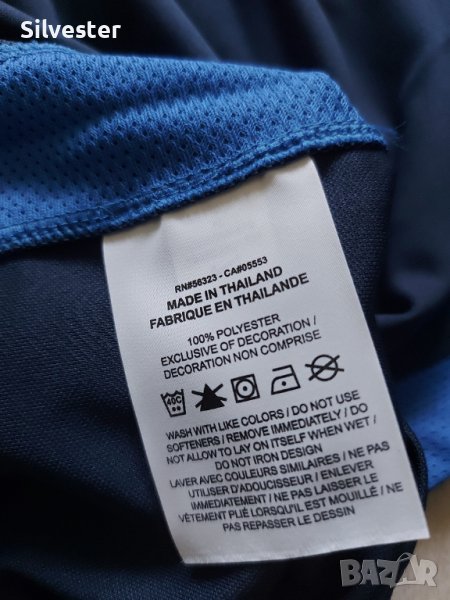 Silvester
RN#56323 - CA#05553
MADE IN THAILAND
FABRIQUE EN THAILANDE
100% POLYESTER
EXCLUSIVE OF DECORATION /
DECORATION NON COMPRISE
40C
WASH WITH LIKE COLORS / DO NOT USE
SOFTENERS / REMOVE IMMEDIATELY / DO
NOT ALLOW TO LAY ON ITSELF WHEN WET /
DO NOT IRON DESIGN
LAVER AVEC COULEURS SIMILAIRES / NE PAS
UTILISER D'ADOUCISSEUR / ENLEVER
IMMEDIATEMENT / NE PAS LAISSER LE
VÊTEMENT PLIÉ LORSQU'IL EST MOUILLÉ / NE
PAS REPASSER LE DESSIN
BAZAR